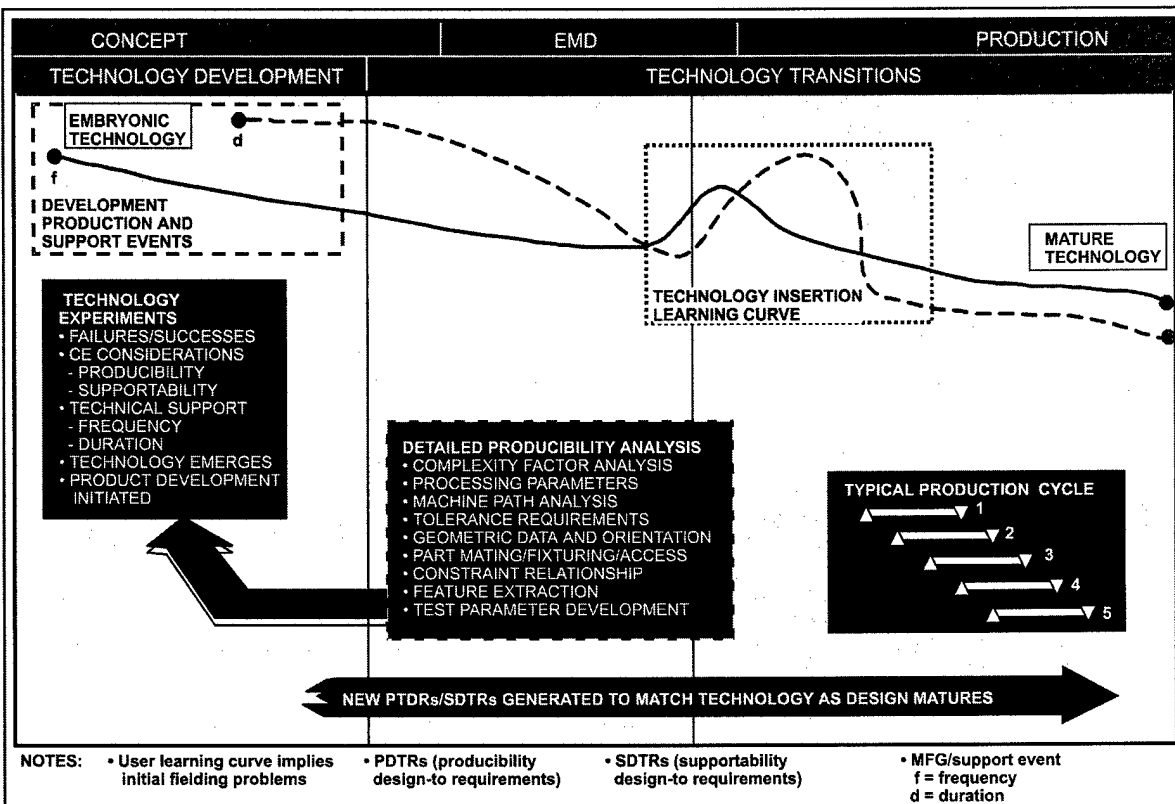 CONCEPT EMD PRODUCTION
TECHNOLOGY DEVELOPMENT TECHNOLOGY TRANSITIONS
EMBRYONIC
TECHNOLOGY
d
f
DEVELOPMENT
PRODUCTION AND
SUPPORT EVENTS
TECHNOLOGY INSERTION
LEARNING CURVE
MATURE
TECHNOLOGY
TECHNOLOGY
EXPERIMENTS
• FAILURES/SUCCESSES
• CE CONSIDERATIONS
- PRODUCIBILITY
- SUPPORTABILITY
• TECHNICAL SUPPORT
- FREQUENCY
- DURATION
• TECHNOLOGY EMERGES
• PRODUCT DEVELOPMENT
INITIATED
DETAILED PRODUCIBILITY ANALYSIS
• COMPLEXITY FACTOR ANALYSIS
• PROCESSING PARAMETERS
• MACHINE PATH ANALYSIS
• TOLERANCE REQUIREMENTS
• GEOMETRIC DATA AND ORIENTATION
• PART MATING/FIXTURING/ACCESS
• CONSTRAINT RELATIONSHIP
• FEATURE EXTRACTION
• TEST PARAMETER DEVELOPMENT
TYPICAL PRODUCTION CYCLE
1
2
3
4
5
NEW PTDRs/SDTRs GENERATED TO MATCH TECHNOLOGY AS DESIGN MATURES
NOTES:
• User learning curve implies
initial fielding problems
• PDTRs (producibility
design-to requirements)
• SDTRs (supportability
design-to requirements)
• MFG/support event
f = frequency
d = duration